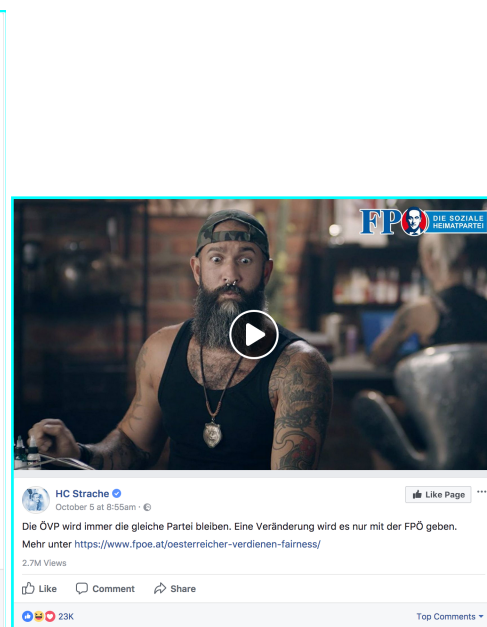 FPÖ DIE SOZIALE
HEIMATPARTEI
HC Strache
Like Page
October 5 at 8:55am ·
Die ÖVP wird immer die gleiche Partei bleiben. Eine Veränderung wird es nur mit der FPÖ geben.
Mehr unter https://www.fpoe.at/oesterreicher-verdienen-fairness/
2.7M Views
Like Comment Share
23K Top Comments